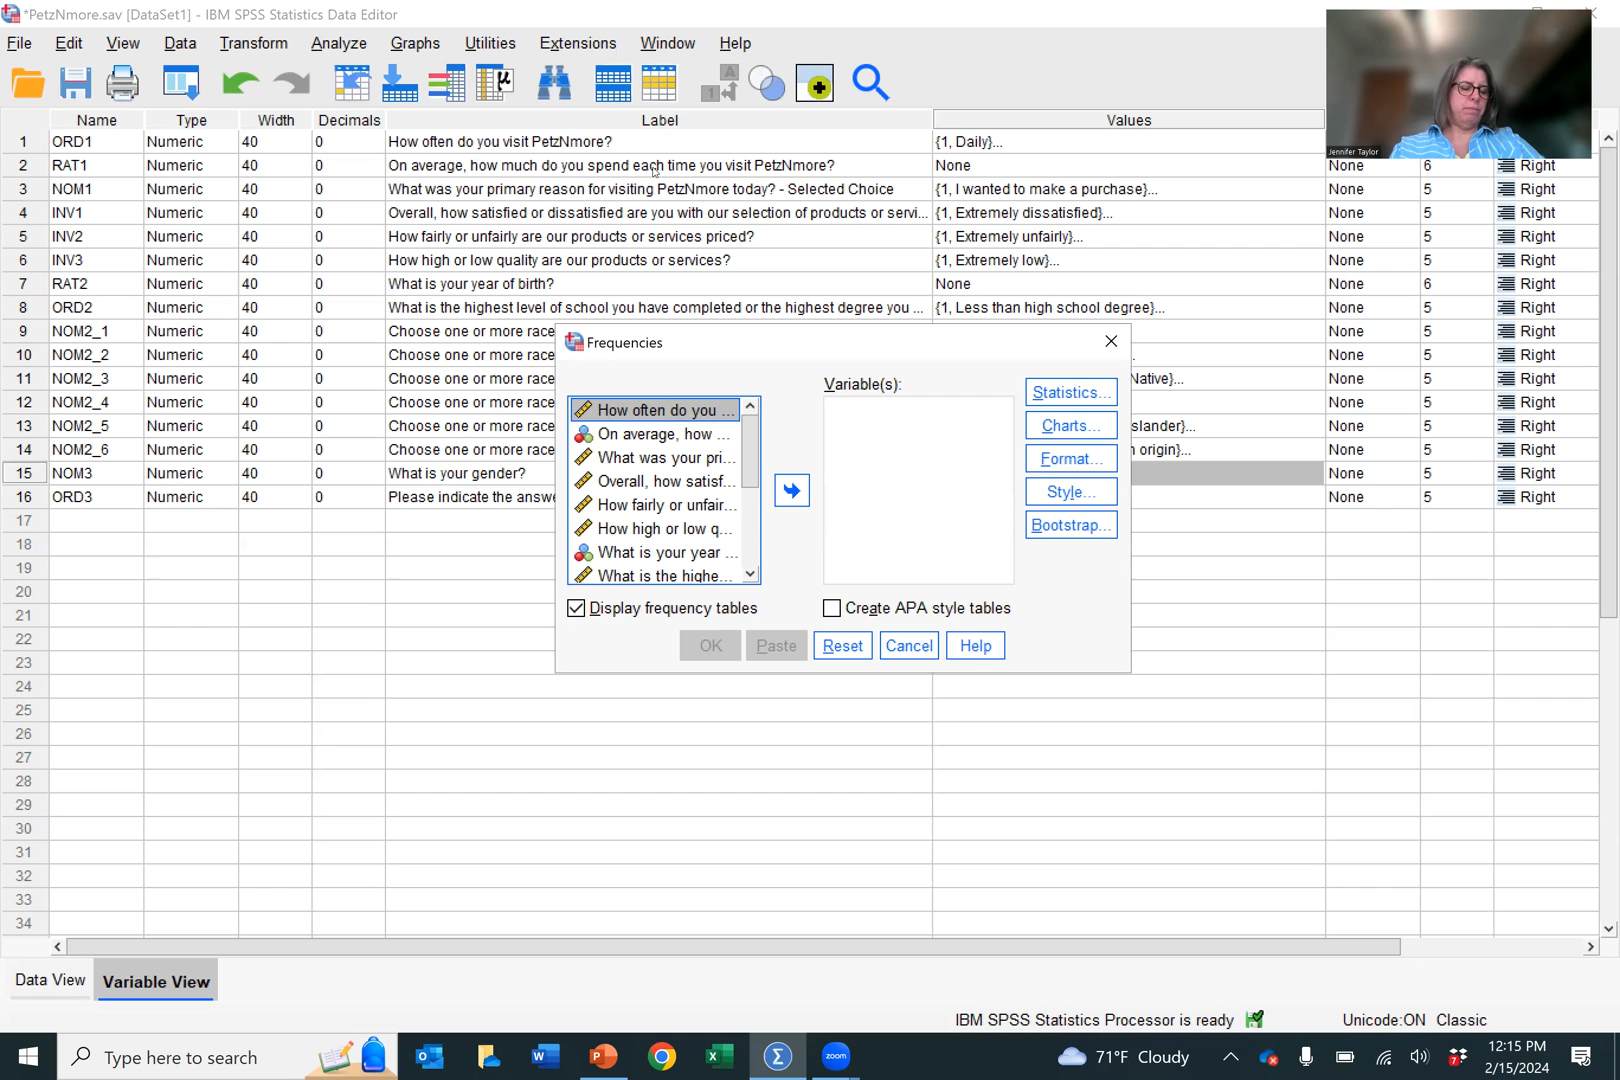 *PetzNmore.sav [DataSet1] - IBM SPSS Statistics Data Editor
File Edit View Data Transform Analyze Graphs Utilities Extensions Window Help
Name Type Width Decimals Label Values
1 ORD1 Numeric 40 0 How often do you visit PetzNmore? {1, Daily}...
Jennifer Taylor
2 RAT1 Numeric 40 0 On average, how much do you spend each time you visit PetzNmore? None None 6 Right
3 NOM1 Numeric 40 0 What was your primary reason for visiting PetzNmore today? - Selected Choice {1, I wanted to make a purchase}... None 5 Right
4 INV1 Numeric 40 0 Overall, how satisfied or dissatisfied are you with our selection of products or servi... {1, Extremely dissatisfied}... None 5 Right
5 INV2 Numeric 40 0 How fairly or unfairly are our products or services priced? {1, Extremely unfairly}... None 5 Right
6 INV3 Numeric 40 0 How high or low quality are our products or services? {1, Extremely low}... None 5 Right
7 RAT2 Numeric 40 0 What is your year of birth? None None 6 Right
8 ORD2 Numeric 40 0 What is the highest level of school you have completed or the highest degree you ... {1, Less than high school degree}... None 5 Right
9 NOM2_1 Numeric 40 0 Choose one or more race None 5 Right
10 NOM2_2 Numeric 40 0 Choose one or more race . None 5 Right
11 NOM2_3 Numeric 40 0 Choose one or more race Native}... None 5 Right
12 NOM2_4 Numeric 40 0 Choose one or more race None 5 Right
13 NOM2_5 Numeric 40 0 Choose one or more race slander}... None 5 Right
14 NOM2_6 Numeric 40 0 Choose one or more race n origin}... None 5 Right
15 NOM3 Numeric 40 0 What is your gender? None 5 Right
16 ORD3 Numeric 40 0 Please indicate the answe None 5 Right
17
18
19
20
21
22
23
24
25
26
27
28
29
30
31
32
33
34
Frequencies
Variable(s):
How often do you ...
On average, how ...
What was your pri...
Overall, how satisf...
How fairly or unfair...
How high or low q...
What is your year ...
What is the highe...
Statistics...
Charts...
Format...
Style...
Bootstrap...
Display frequency tables
Create APA style tables
OK Paste Reset Cancel Help
Data View Variable View
IBM SPSS Statistics Processor is ready Unicode:ON Classic
Type here to search
zoom
71°F Cloudy
12:15 PM
2/15/2024